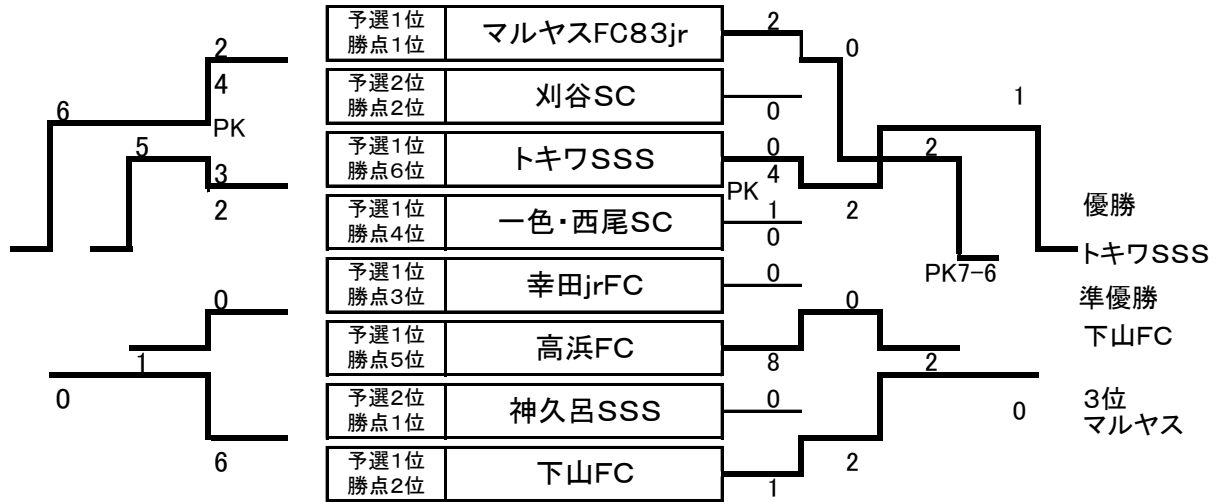 2
4
PK
6
5
3
2
0
1
0
6
予選1位
勝点1位
マルヤスFC83jr
2
予選2位
勝点2位
刈谷SC
0
予選1位
勝点6位
トキワSSS
0
4
PK
予選1位
勝点4位
一色・西尾SC
1
0
予選1位
勝点3位
幸田jrFC
0
予選1位
勝点5位
高浜FC
8
予選2位
勝点1位
神久呂SSS
0
予選1位
勝点2位
下山FC
1
0
2
2
1
PK7-6
0
2
2
0
優勝
トキワSSS
準優勝
下山FC
3位
マルヤス